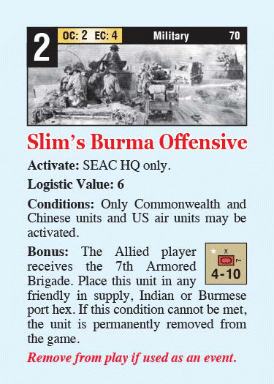 2 OC: 2 EC: 4 Military 70
Slim's Burma Offensive
Activate: SEAC HQ only.
Logistic Value: 6
Conditions: Only Commonwealth and
Chinese units and US air units may be
activated.
Bonus: The Allied player
receives the 7th Armored
Brigade. Place this unit in any
friendly in supply, Indian or Burmese
port hex. If this condition cannot be met,
the unit is permanently removed from
the game.
x
7
4-10
Remove from play if used as an event.